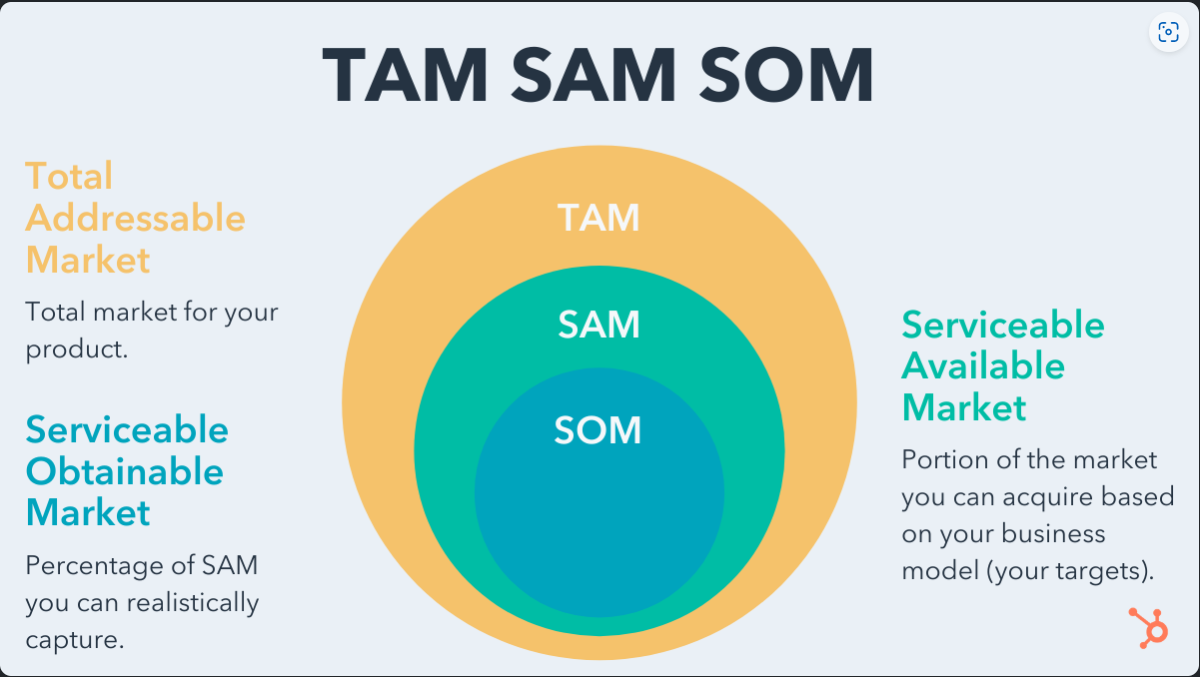 TAM SAM SOM
Total
Addressable
Market
Total market for your
product.
Serviceable
Obtainable
Market
Percentage of SAM
you can realistically
capture.
TAM
SAM
SOM
Serviceable
Available
Market
Portion of the market
you can acquire based
on your business
model (your targets).